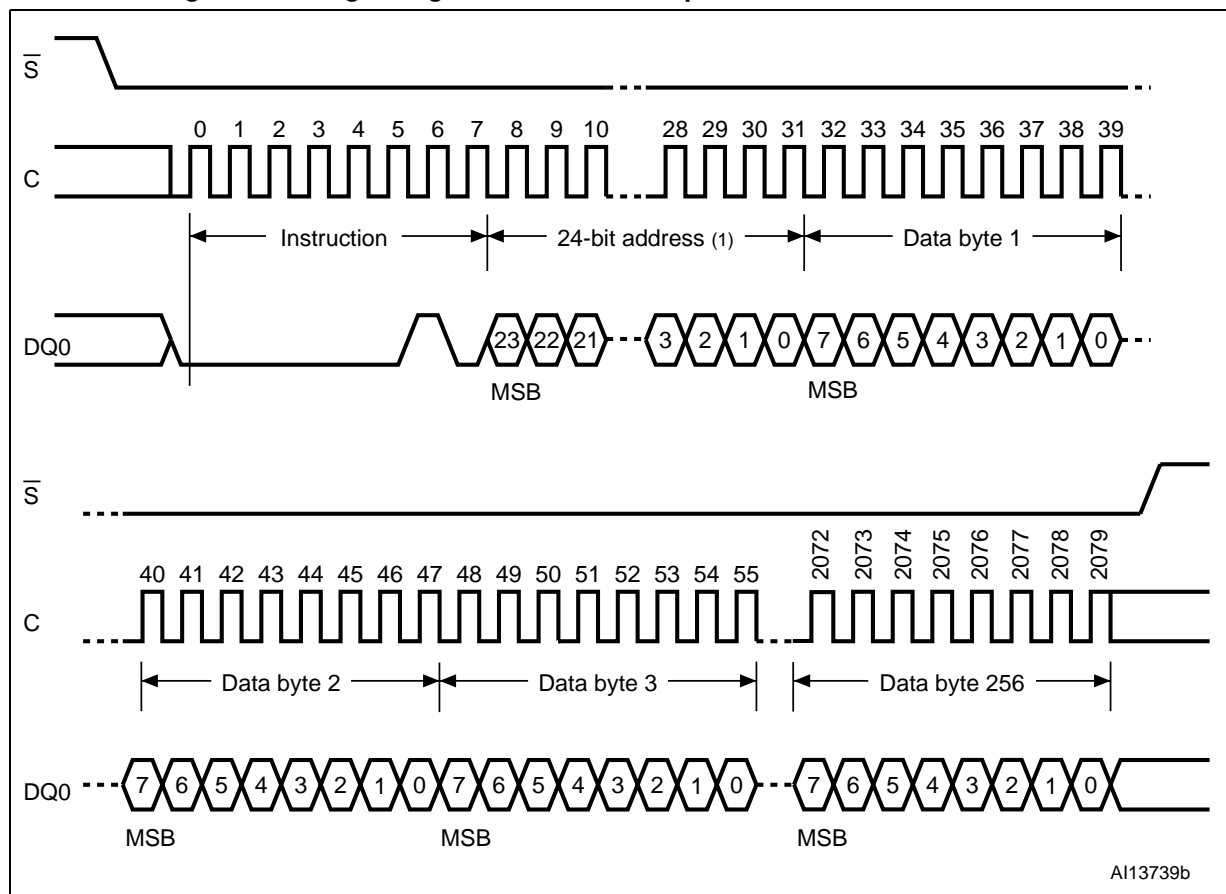 S
0 1 2 3 4 5 6 7 8 9 10 28 29 30 31 32 33 34 35 36 37 38 39
C
Instruction 24-bit address (1) Data byte 1
DQ0 23 22 21 3 2 1 0 7 6 5 4 3 2 1 0
MSB MSB
S
40 41 42 43 44 45 46 47 48 49 50 51 52 53 54 55 2072 2073 2074 2075 2076 2077 2078 2079
C
Data byte 2 Data byte 3 Data byte 256
DQ0 7 6 5 4 3 2 1 0 7 6 5 4 3 2 1 0 7 6 5 4 3 2 1 0
MSB MSB MSB
AI13739b